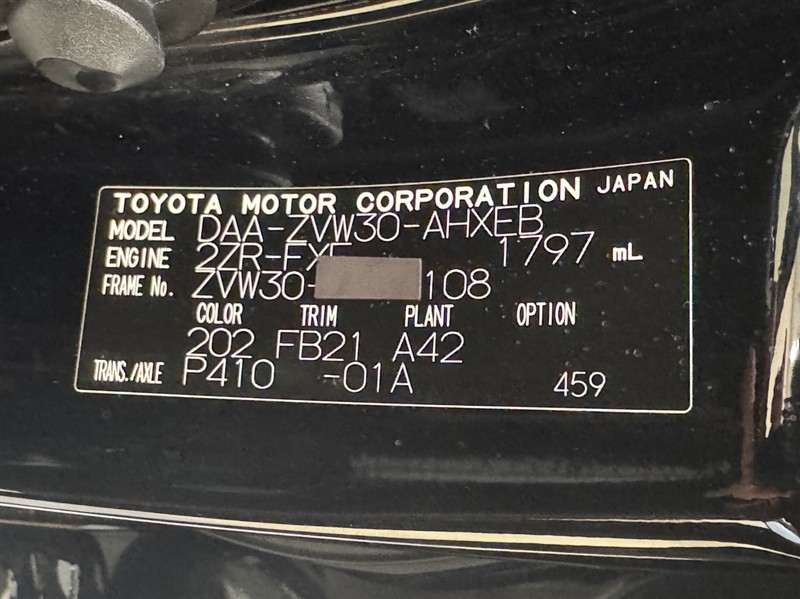 TOYOTA MOTOR CORPORATION JAPAN
MODEL DAA-ZVW30-AHXEB
ENGINE 2ZR-FXE 1797 mL
FRAME No. ZVW30- 108
COLOR TRIM PLANT OPTION
202 FB21 A42
TRANS./AXLE P410 -01A 459